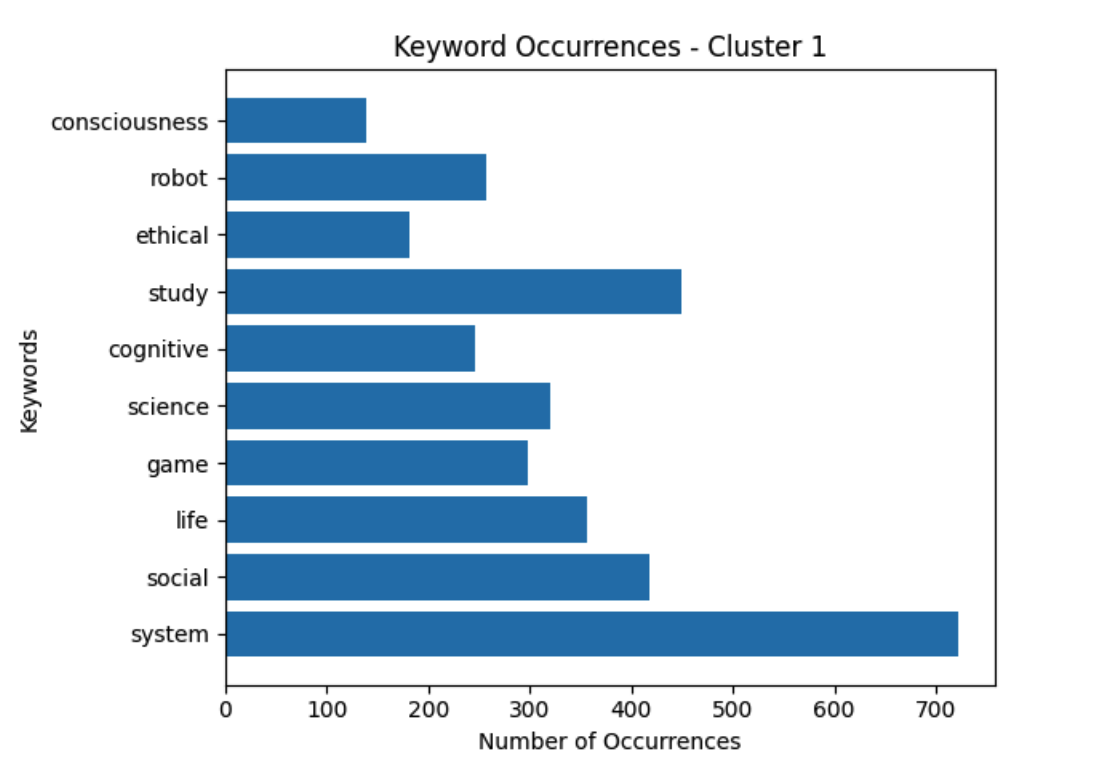 Keyword Occurrences - Cluster 1
consciousness
robot
ethical
study
cognitive
science
game
life
social
system
Keywords
0 100 200 300 400 500 600 700
Number of Occurrences